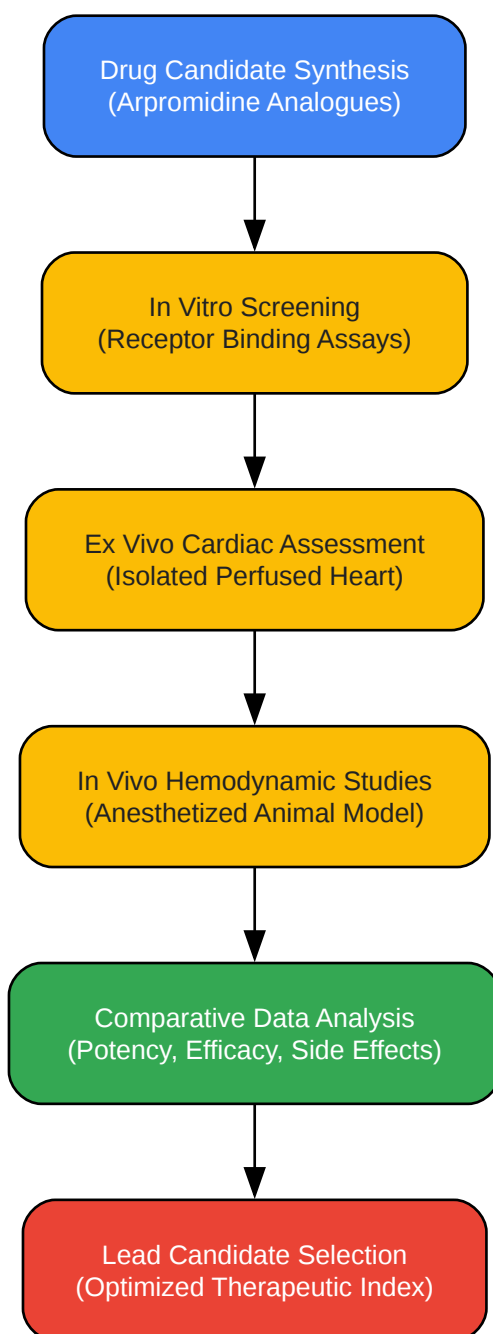 Drug Candidate Synthesis
(Arpromidine Analogues)
In Vitro Screening
(Receptor Binding Assays)
Ex Vivo Cardiac Assessment
(Isolated Perfused Heart)
In Vivo Hemodynamic Studies
(Anesthetized Animal Model)
Comparative Data Analysis
(Potency, Efficacy, Side Effects)
Lead Candidate Selection
(Optimized Therapeutic Index)